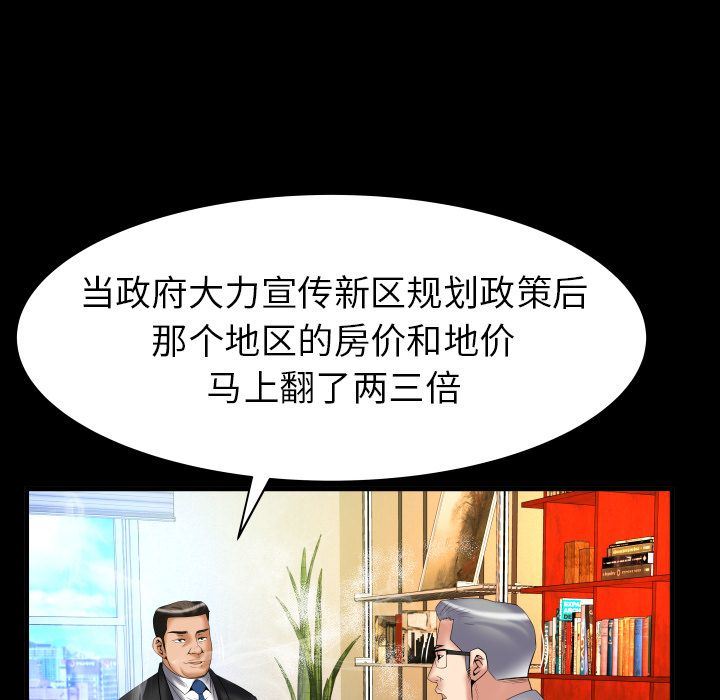 当政府大力宣传新区规划政策后
那个地区的房价和地价
马上翻了两三倍